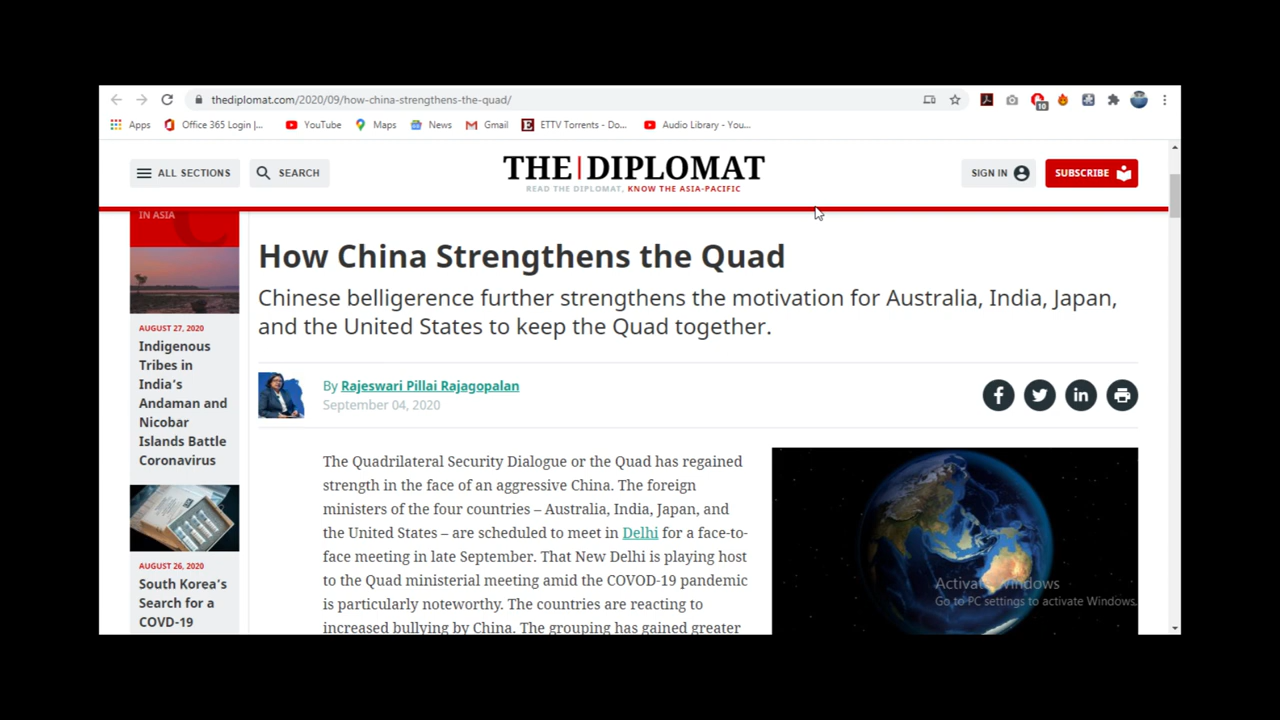 thediplomat.com/2020/09/how-china-strengthens-the-quad/
10
Apps Office 365 Login |... YouTube Maps News Gmail ETTV Torrents - Do... Audio Library - You...
ALL SECTIONS SEARCH THE|DIPLOMAT SIGN IN SUBSCRIBE
READ THE DIPLOMAT, KNOW THE ASIA-PACIFIC
IN ASIA
AUGUST 27, 2020
Indigenous
Tribes in
India's
Andaman and
Nicobar
Islands Battle
Coronavirus
AUGUST 26, 2020
South Korea's
Search for a
COVD-19
How China Strengthens the Quad
Chinese belligerence further strengthens the motivation for Australia, India, Japan,
and the United States to keep the Quad together.
By Rajeswari Pillai Rajagopalan
September 04, 2020
The Quadrilateral Security Dialogue or the Quad has regained
strength in the face of an aggressive China. The foreign
ministers of the four countries – Australia, India, Japan, and
the United States – are scheduled to meet in Delhi for a face-to-
face meeting in late September. That New Delhi is playing host
to the Quad ministerial meeting amid the COVOD-19 pandemic
is particularly noteworthy. The countries are reacting to
increased bullying by China. The grouping has gained greater
Activate Windows
Go to PC settings to activate Windows.